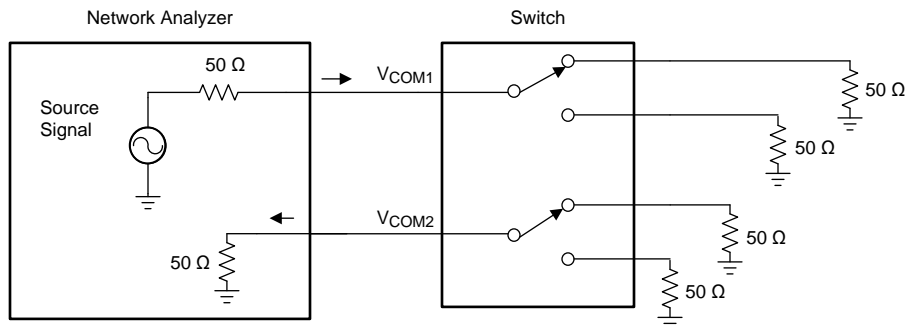 Network Analyzer
Switch
50 Ω
VCOM1
Source
Signal
50 Ω
50 Ω
VCOM2
50 Ω
50 Ω
50 Ω